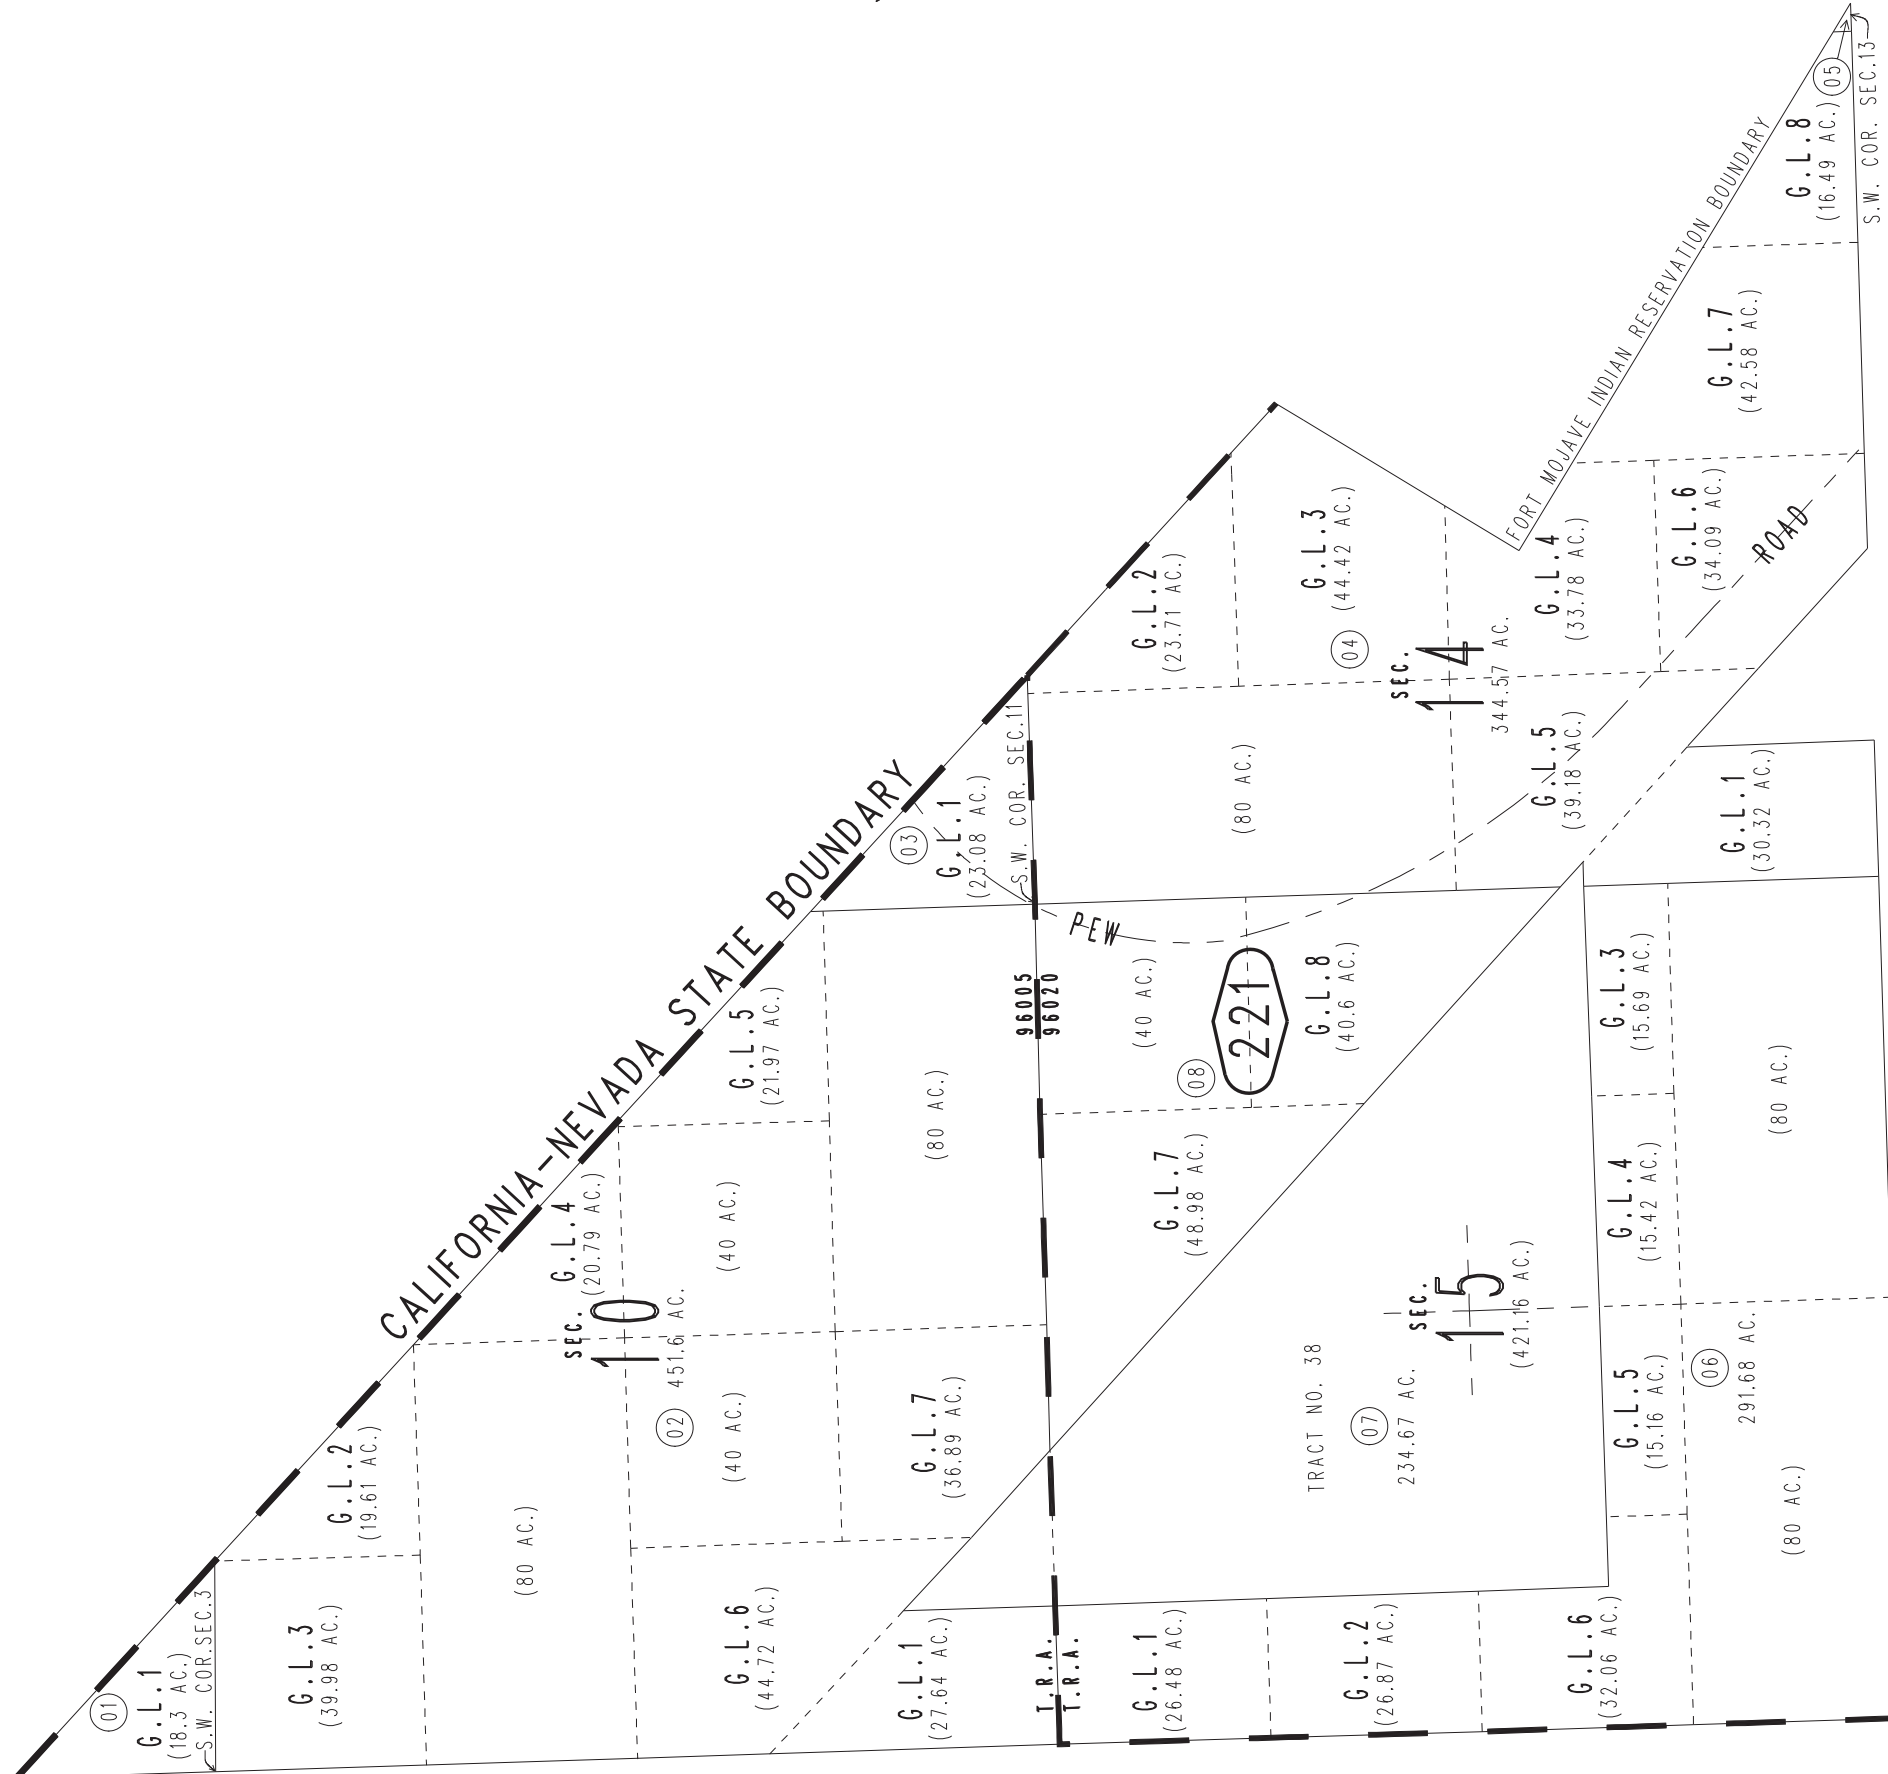 CALIFORNIA-NEVADA STATE BOUNDARY
FORT MOJAVE INDIAN RESERVATION BOUNDARY
01
G.L.1
(18.3 AC.)
S.W. COR.SEC.3
G.L.2
(19.61 AC.)
G.L.3
(39.98 AC.)
(80 AC.)
SEC.
10
451.6 AC.
02
G.L.4
(20.79 AC.)
G.L.5
(21.97 AC.)
(40 AC.)
(40 AC.)
(80 AC.)
G.L.6
(44.72 AC.)
G.L.7
(36.89 AC.)
G.L.1
(27.64 AC.)
03
G.L.1
(23.08 AC.)
S.W. COR. SEC.11
96005
96020
T.R.A.
T.R.A.
PEW
ROAD
G.L.2
(23.71 AC.)
G.L.3
(44.42 AC.)
04
SEC.
14
344.57 AC.
(80 AC.)
G.L.4
(33.78 AC.)
G.L.5
(39.18 AC.)
G.L.6
(34.09 AC.)
G.L.7
(42.58 AC.)
G.L.8
(16.49 AC.)
05
S.W. COR. SEC.13
G.L.1
(30.32 AC.)
(40 AC.)
08
221
G.L.8
(40.6 AC.)
G.L.7
(48.98 AC.)
SEC.
15
(421.16 AC.)
TRACT NO. 38
07
234.67 AC.
G.L.3
(15.69 AC.)
G.L.4
(15.42 AC.)
G.L.5
(15.16 AC.)
(80 AC.)
06
291.68 AC.
(80 AC.)
G.L.1
(26.48 AC.)
G.L.2
(26.87 AC.)
G.L.6
(32.06 AC.)